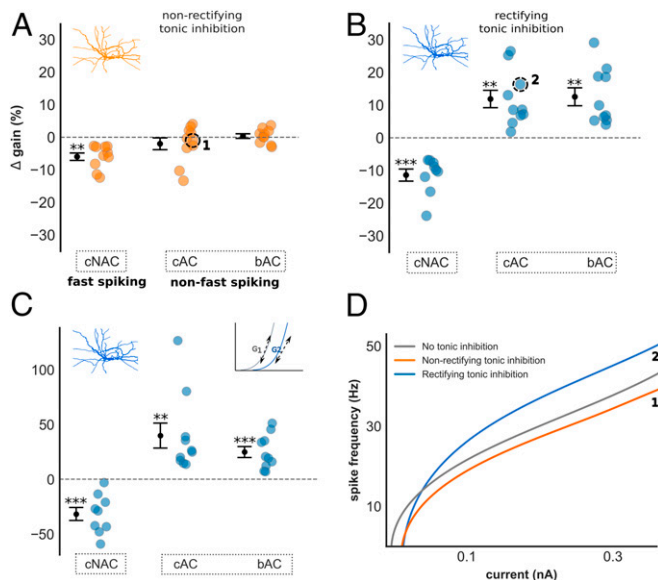 A
non-rectifying
tonic inhibition
30
20
10
0
−10
−20
−30
Δ gain (%)
**
1
cNAC
cAC
bAC
fast spiking
non-fast spiking
B
rectifying
tonic inhibition
30
20
10
0
−10
−20
−30
***
**
**
2
cNAC
cAC
bAC
C
100
50
0
−50
G1
G2
***
**
***
cNAC
cAC
bAC
D
50
30
10
spike frequency (Hz)
No tonic inhibition
Non-rectifying tonic inhibition
Rectifying tonic inhibition
2
1
0.1
0.3
current (nA)